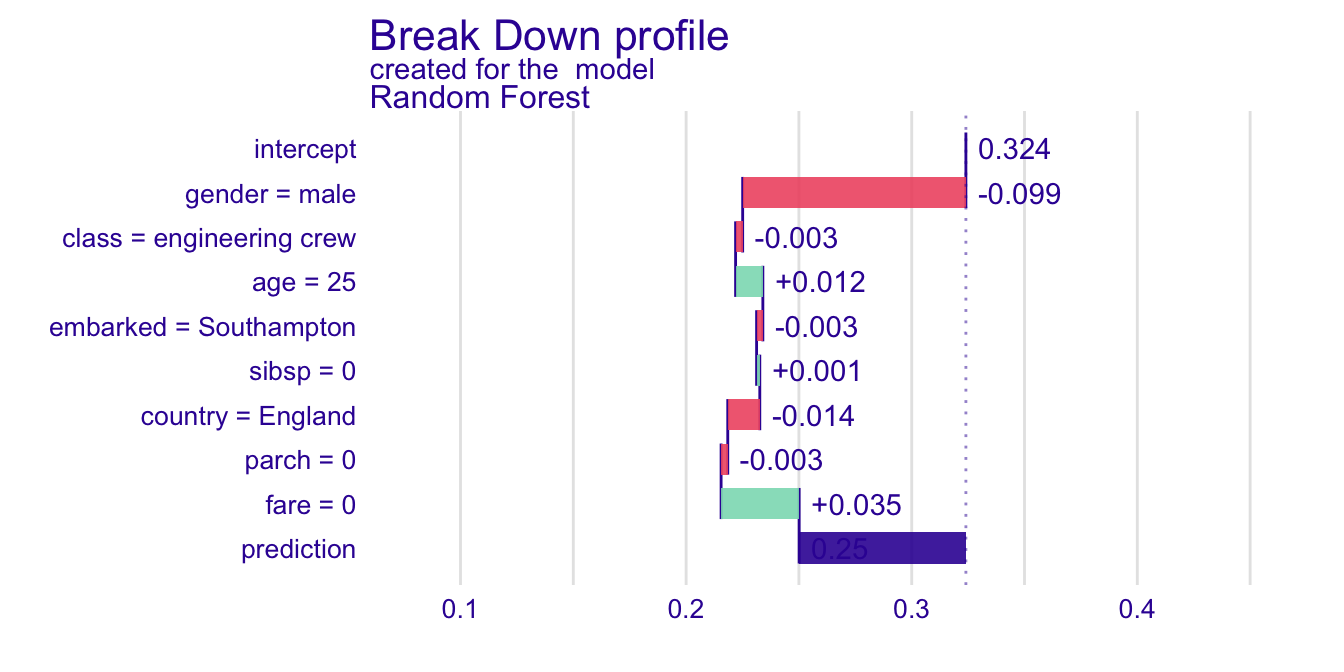 Break Down profile
created for the  model
Random Forest
intercept 0.324
gender = male -0.099
class = engineering crew -0.003
age = 25 +0.012
embarked = Southampton -0.003
sibsp = 0 +0.001
country = England -0.014
parch = 0 -0.003
fare = 0 +0.035
prediction 0.25
0.1 0.2 0.3 0.4